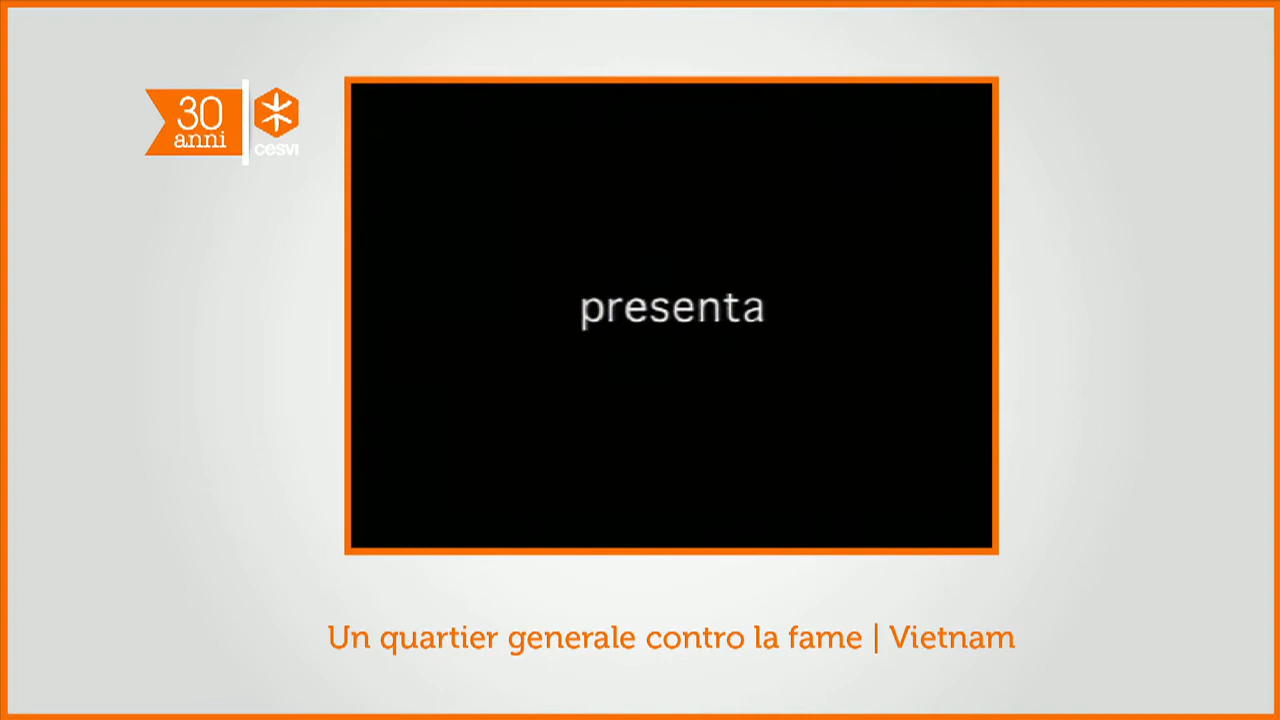 30
anni
cesvi
presenta
Un quartier generale contro la fame | Vietnam